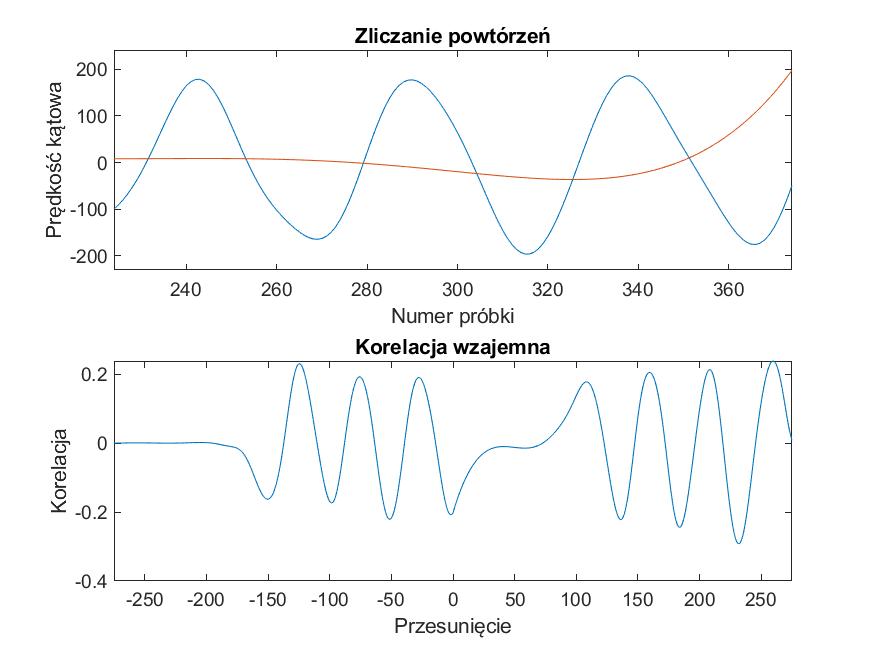 Zliczanie powtórzeń
200
100
0
-100
-200
Prędkość kątowa
240 260 280 300 320 340 360
Numer próbki
Korelacja wzajemna
0.2
0
-0.2
-0.4
Korelacja
-250 -200 -150 -100 -50 0 50 100 150 200 250
Przesunięcie